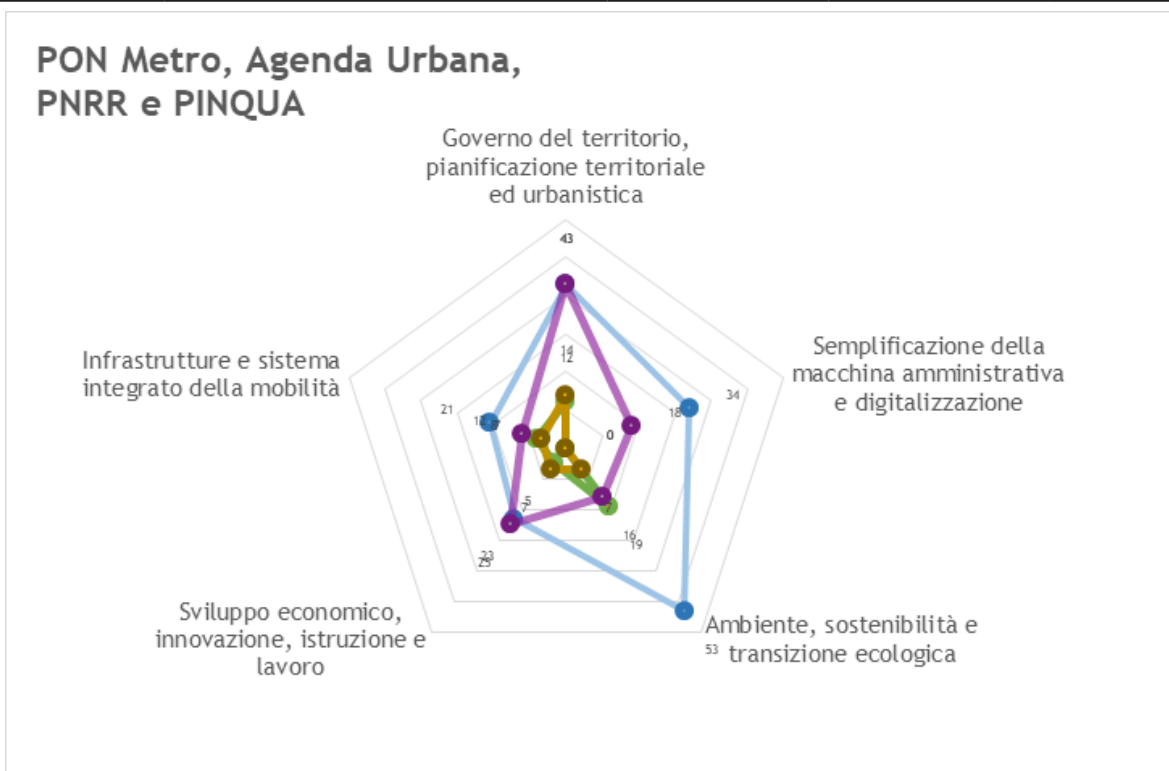 PON Metro, Agenda Urbana,
PNRR e PINQUA
Governo del territorio,
pianificazione territoriale
ed urbanistica
43
14
12
Semplificazione della
macchina amministrativa
e digitalizzazione
34
18
0
Infrastrutture e sistema
integrato della mobilità
21
12
5
7
7
16
19
23
25
Sviluppo economico,
innovazione, istruzione e
lavoro
Ambiente, sostenibilità e
53 transizione ecologica